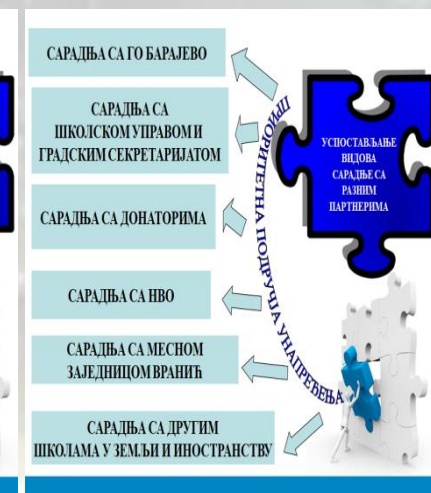 САРАДЊА СА ГО БАРАЈЕВО
САРАДЊА СА
ШКОЛСКОМ УПРАВОМ И
ГРАДСКИМ СЕКРЕТАРИЈАТОМ
САРАДЊА СА ДОНАТОРИМА
САРАДЊА СА НВО
САРАДЊА СА МЕСНОМ
ЗАЈЕДНИЦОМ ВРАНИЋ
САРАДЊА СА ДРУГИМ
ШКОЛАМА У ЗЕМЉИ И ИНОСТРАНСТВУ
ПРИОРИТЕТНА ПОДРУЧЈА УНАПРЕЂЕЊА
УСПОСТАВЉАЊЕ
ВИДОВА
САРАДЊЕ СА
РАЗНИМ
ПАРТНЕРИМА